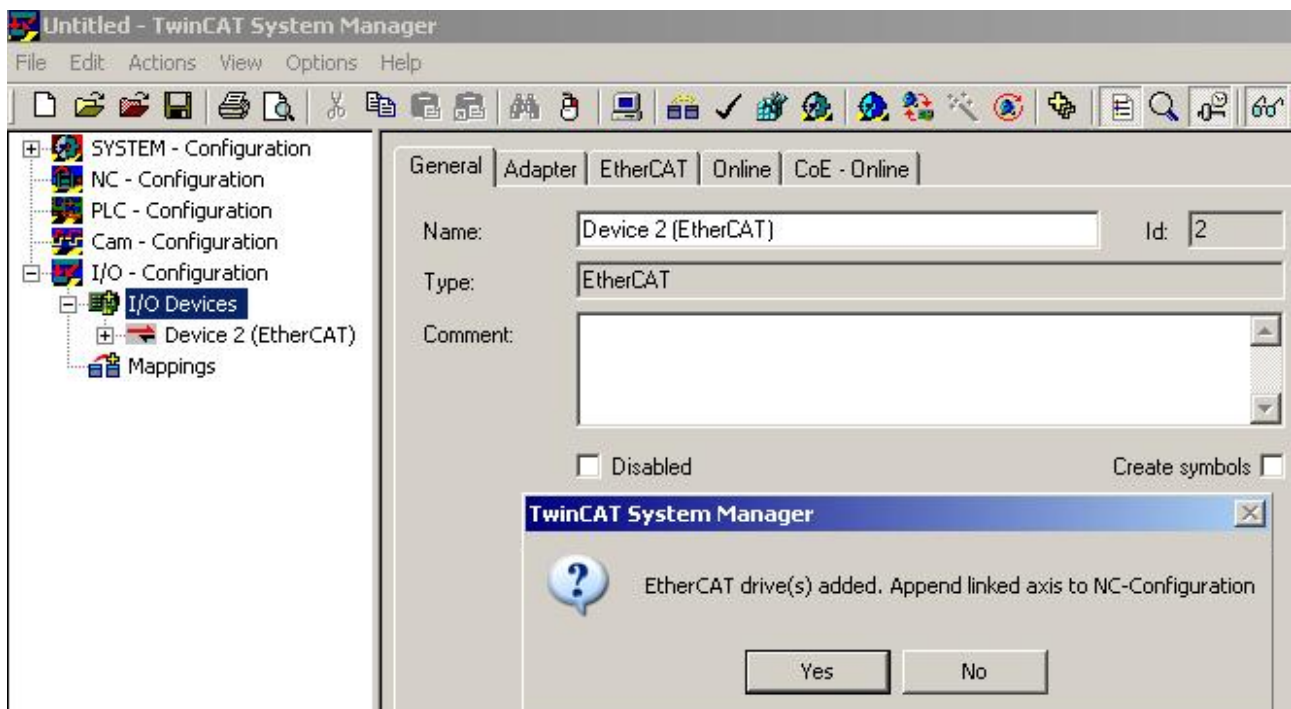 Untitled - TwinCAT System Manager
File Edit Actions View Options Help
SYSTEM - Configuration
NC - Configuration
PLC - Configuration
Cam - Configuration
I/O - Configuration
I/O Devices
Device 2 (EtherCAT)
Mappings
General Adapter EtherCAT Online CoE - Online
Name: Device 2 (EtherCAT) Id: 2
Type: EtherCAT
Comment:
Disabled Create symbols
TwinCAT System Manager
EtherCAT drive(s) added. Append linked axis to NC-Configuration
Yes No